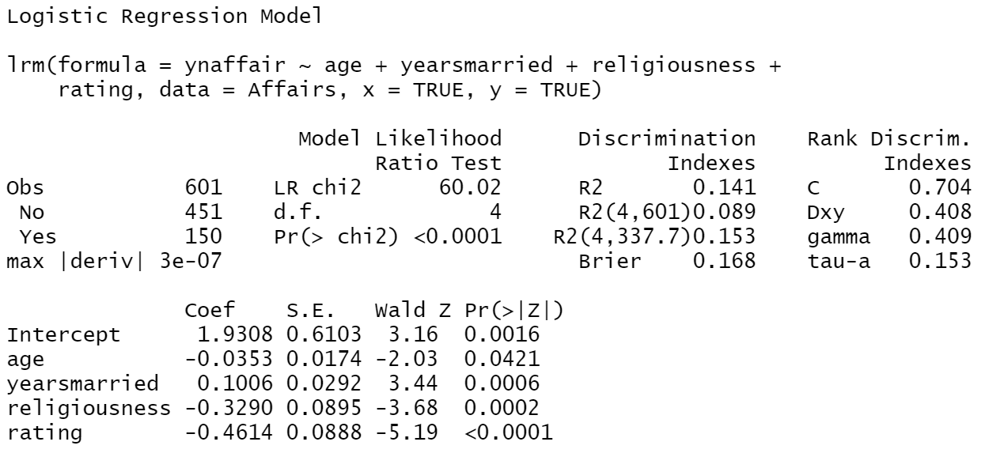 Logistic Regression Model

lrm(formula = ynaffair ~ age + yearsmarried + religiousness +
    rating, data = Affairs, x = TRUE, y = TRUE)

                       Model Likelihood      Discrimination    Rank Discrim.
                             Ratio Test             Indexes          Indexes
Obs           601    LR chi2      60.02      R2       0.141    C       0.704
 No           451    d.f.             4      R2(4,601)0.089    Dxy     0.408
 Yes          150    Pr(> chi2) <0.0001    R2(4,337.7)0.153    gamma   0.409
max |deriv| 3e-07                            Brier    0.168    tau-a   0.153

              Coef    S.E.   Wald Z Pr(>|Z|)
Intercept      1.9308 0.6103  3.16  0.0016
age           -0.0353 0.0174 -2.03  0.0421
yearsmarried   0.1006 0.0292  3.44  0.0006
religiousness -0.3290 0.0895 -3.68  0.0002
rating        -0.4614 0.0888 -5.19  <0.0001